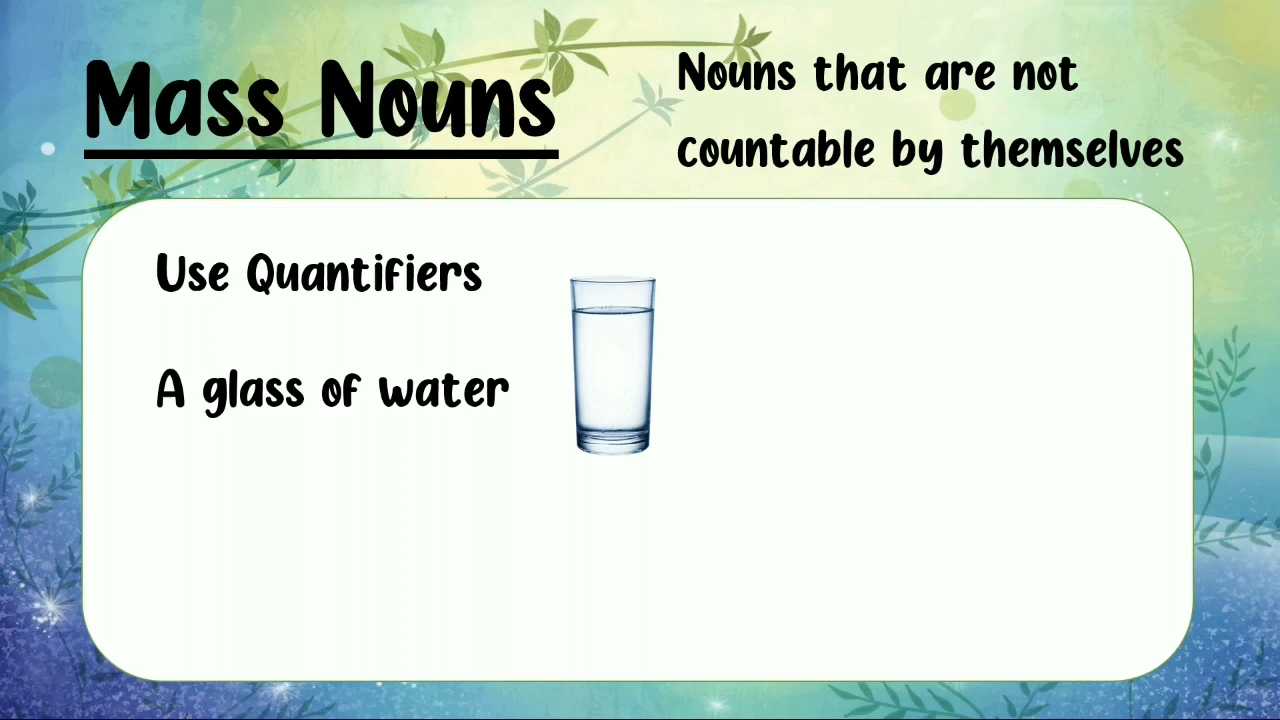 Mass Nouns
Nouns that are not
countable by themselves
Use Quantifiers
A glass of water